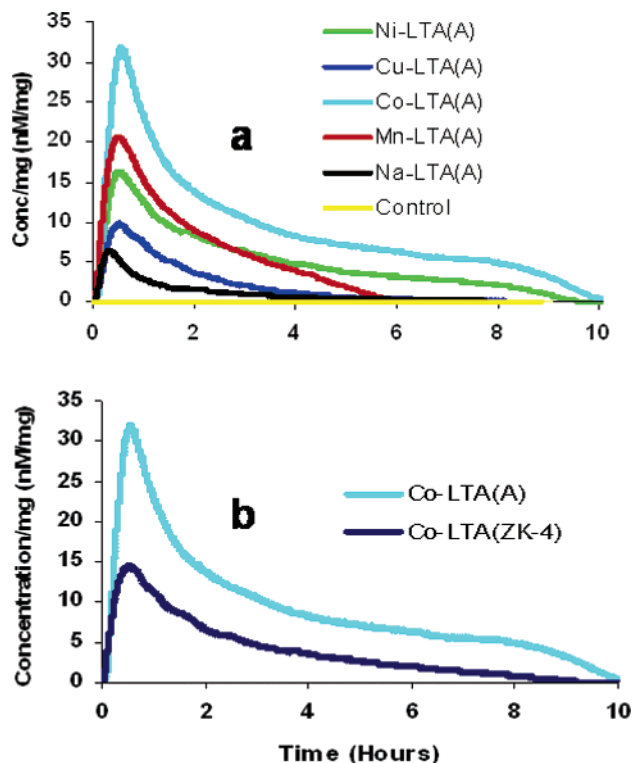 35
30
25
20
15
10
5
0
Conc/mg (nM/mg)
a
Ni-LTA(A)
Cu-LTA(A)
Co-LTA(A)
Mn-LTA(A)
Na-LTA(A)
Control
0 2 4 6 8 10
35
30
25
20
15
10
5
0
Concentration/mg (nM/mg)
b
Co-LTA(A)
Co-LTA(ZK-4)
0 2 4 6 8 10
Time (Hours)